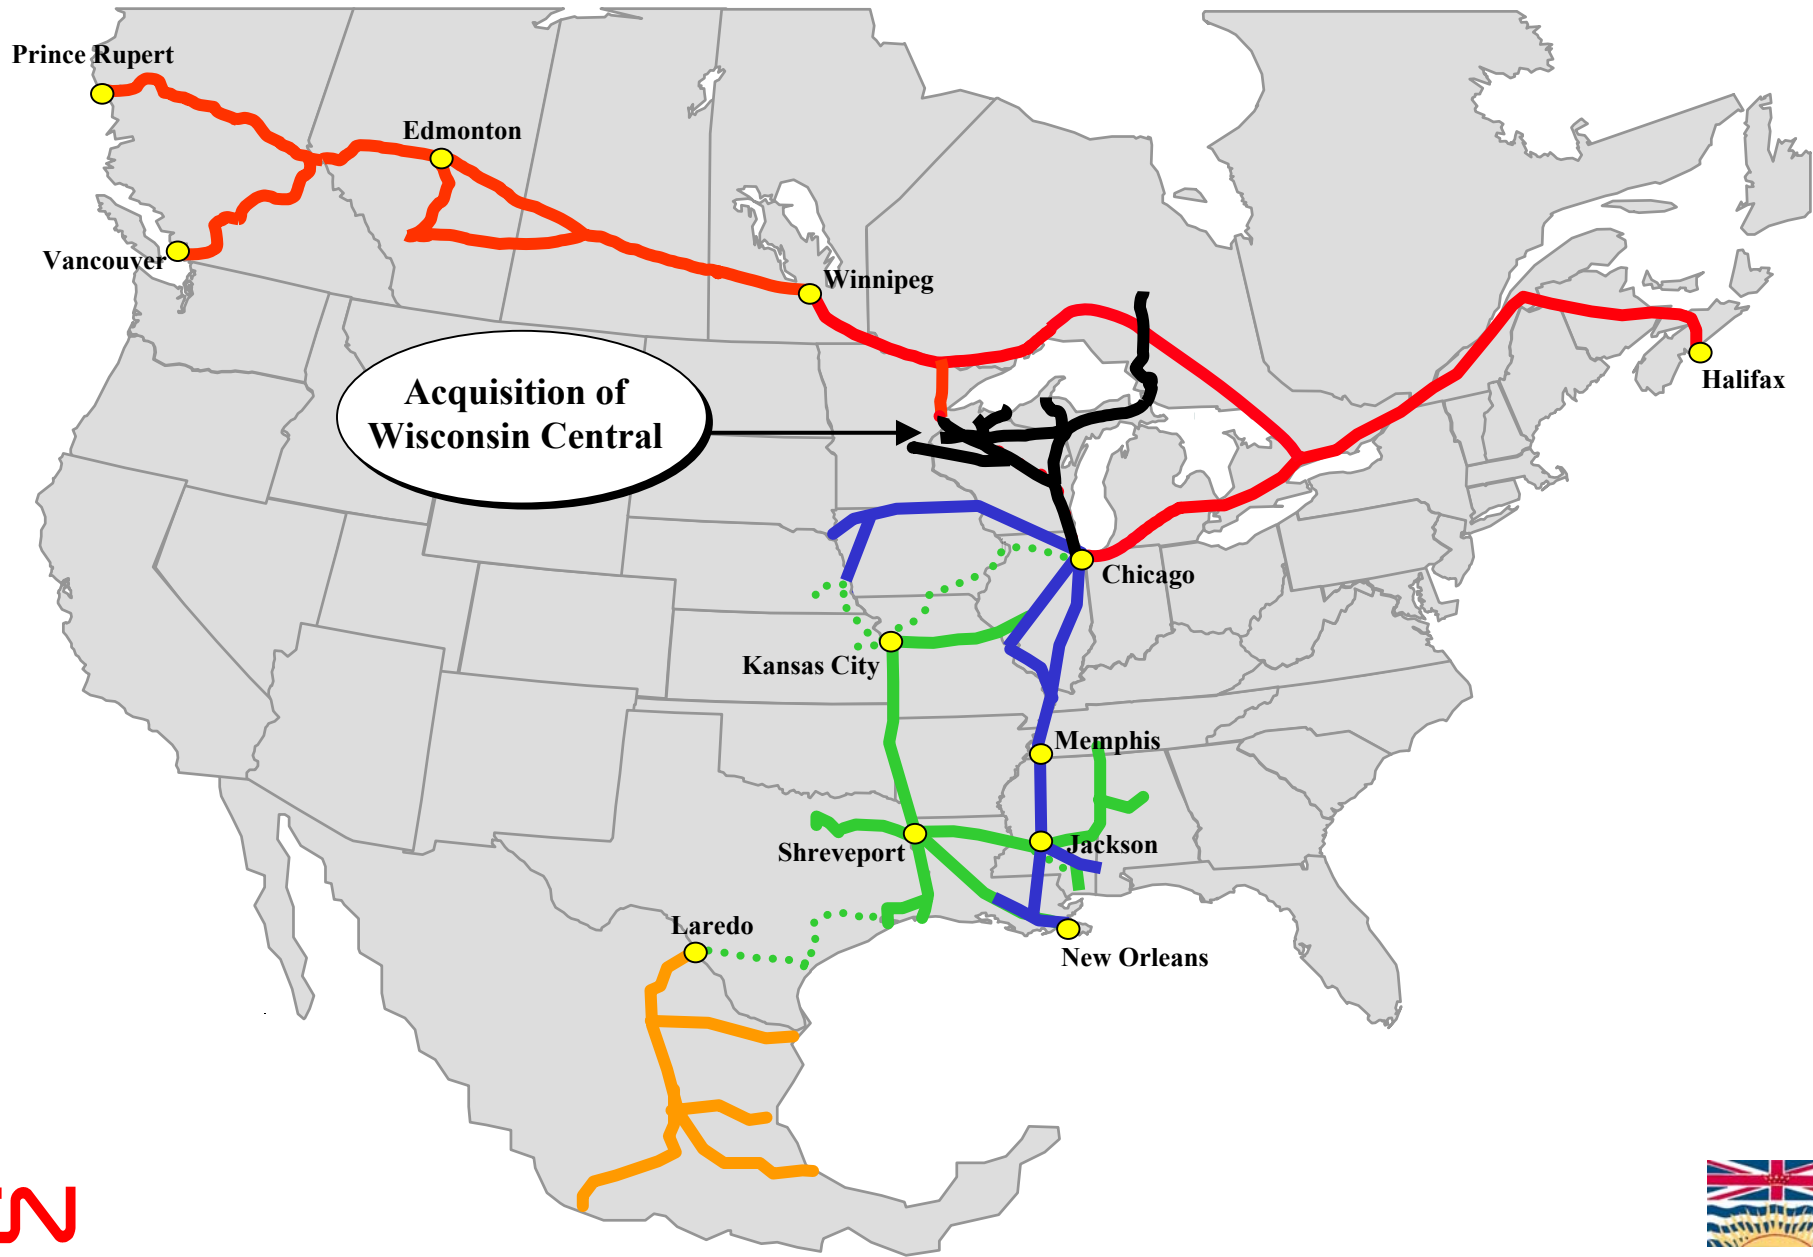 Prince Rupert
Edmonton
Vancouver
Winnipeg
Acquisition of
Wisconsin Central
Halifax
Chicago
Kansas City
Memphis
Shreveport
Jackson
Laredo
New Orleans
CN